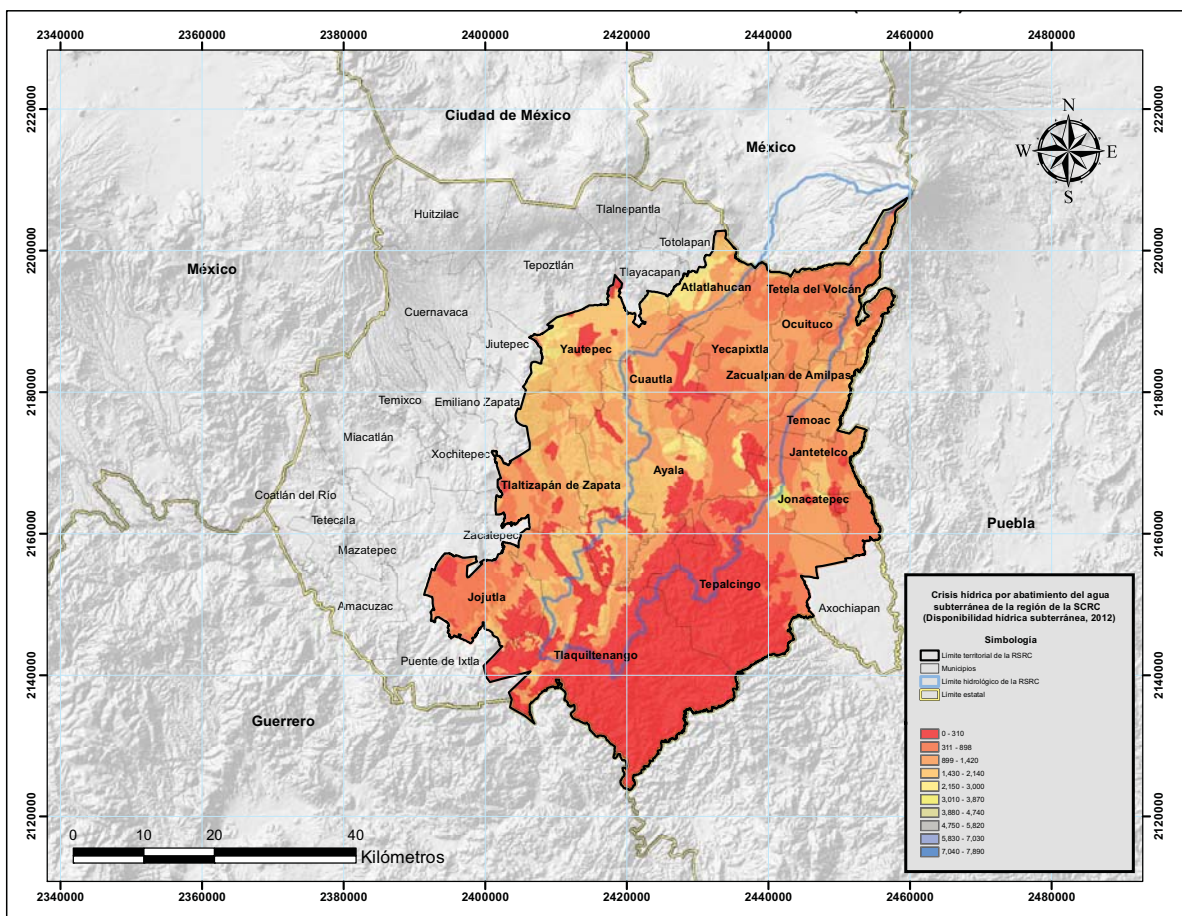 2340000 2360000 2380000 2400000 2420000 2440000 2460000 2480000
2220000 2220000
2200000 2200000
2180000 2180000
2160000 2160000
2140000 2140000
2120000 2120000
Ciudad de México
México
N
W E
S
Huitzilac
Tlalnepantla
Totolapan
México
Tepoztlán
Tlayacapan
Atlatlahucan
Tetela del Volcán
Cuernavaca
Ocuituco
Jiutepec
Yautepec
Yecapixtla
Cuautla
Zacualpan de Amilpas
Temixco
Emiliano Zapata
Temoac
Miacatlán
Xochitepec
Jantetelco
Ayala
Tlaltizapán de Zapata
Coatlán del Río
Jonacatepec
Tetecala
Puebla
Zacatepec
Mazatepec
Tepalcingo
Jojutla
Amacuzac
Axochiapan
Tlaquiltenango
Puente de Ixtla
Guerrero
Crisis hídrica por abatimiento del agua
subterránea de la región de la SCRC
(Disponibilidad hídrica subterránea, 2012)
Simbología
Límite territorial de la RSRC
Municipios
Límite hidrológico de la RSRC
Límite estatal
0 - 310
311 - 898
899 - 1,420
1,430 - 2,140
2,150 - 3,000
3,010 - 3,870
3,880 - 4,740
4,750 - 5,820
5,830 - 7,030
7,040 - 7,890
0 10 20 40
Kilómetros
2340000 2360000 2380000 2400000 2420000 2440000 2460000 2480000